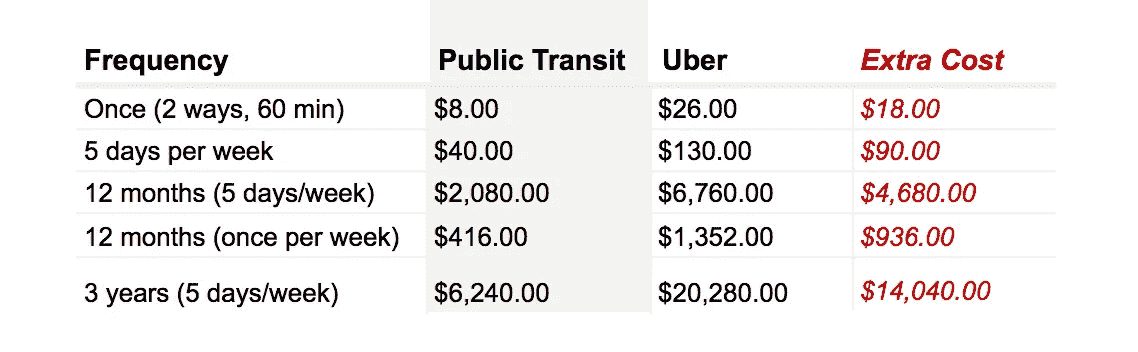 Frequency Public Transit Uber Extra Cost
Once (2 ways, 60 min) $8.00 $26.00 $18.00
5 days per week $40.00 $130.00 $90.00
12 months (5 days/week) $2,080.00 $6,760.00 $4,680.00
12 months (once per week) $416.00 $1,352.00 $936.00
3 years (5 days/week) $6,240.00 $20,280.00 $14,040.00